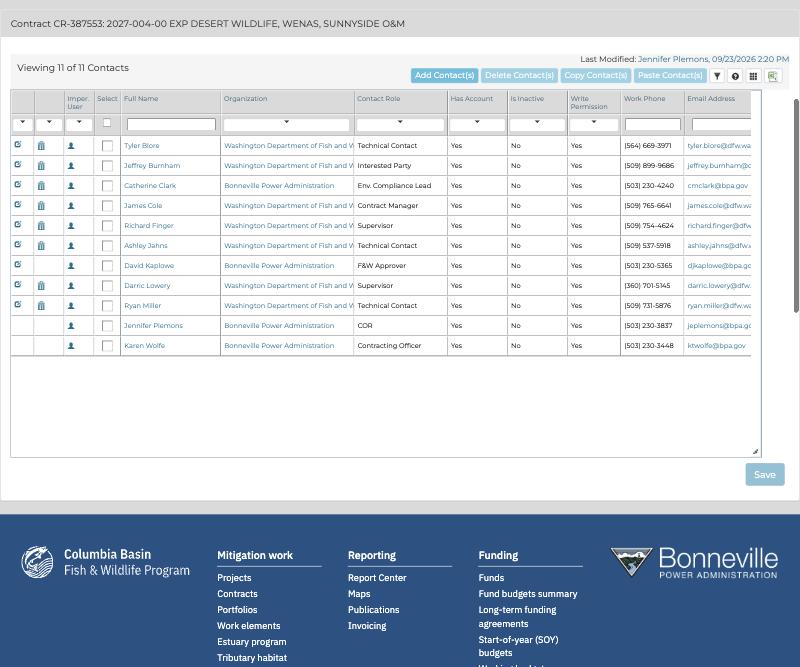 Contract CR-387553: 2027-004-00 EXP DESERT WILDLIFE, WENAS, SUNNYSIDE O&M
Last Modified: Jennifer Plemons, 09/23/2026 2:20 PM
Viewing 11 of 11 Contacts
Add Contact(s) Delete Contact(s) Copy Contact(s) Paste Contact(s)
Imper. User Select Full Name Organization Contact Role Has Account Is Inactive Write Permission Work Phone Email Address
Tyler Blore Washington Department of Fish and W Technical Contact Yes No Yes (564) 669-3971 tyler.blore@dfw.wa
Jeffrey Burnham Washington Department of Fish and W Interested Party Yes No Yes (509) 899-9686 jeffrey.burnham@d
Catherine Clark Bonneville Power Administration Env. Compliance Lead Yes No Yes (503) 230-4240 cmclark@bpa.gov
James Cole Washington Department of Fish and W Contract Manager Yes No Yes (509) 765-6641 james.cole@dfw.wa
Richard Finger Washington Department of Fish and W Supervisor Yes No Yes (509) 754-4624 richard.finger@dfw
Ashley Jahns Washington Department of Fish and W Technical Contact Yes No Yes (509) 537-5918 ashley.jahns@dfw.
David Kaplowe Bonneville Power Administration F&W Approver Yes No Yes (503) 230-5365 djkaplowe@bpa.go
Darric Lowery Washington Department of Fish and W Supervisor Yes No Yes (360) 701-5145 darric.lowery@dfw.
Ryan Miller Washington Department of Fish and W Technical Contact Yes No Yes (509) 731-5876 ryan.miller@dfw.w
Jennifer Plemons Bonneville Power Administration COR Yes No Yes (503) 230-3837 jeplemons@bpa.go
Karen Wolfe Bonneville Power Administration Contracting Officer Yes No Yes (503) 230-3448 ktwolfe@bpa.gov
Save
Columbia Basin
Fish & Wildlife Program
Mitigation work
Projects
Contracts
Portfolios
Work elements
Estuary program
Tributary habitat
Reporting
Report Center
Maps
Publications
Invoicing
Funding
Funds
Fund budgets summary
Long-term funding
agreements
Start-of-year (SOY)
budgets
Bonneville
POWER ADMINISTRATION